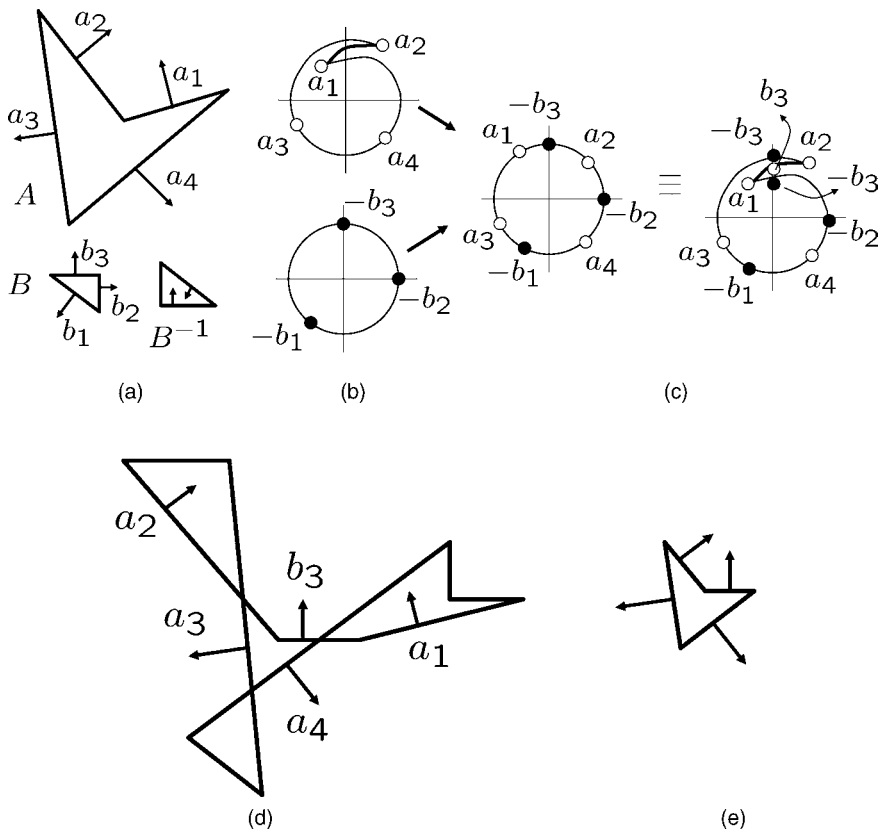 a₂
a₁
a₃
A
a₄
B
b₃
b₂
b₁
B⁻¹
(a)
a₂
a₁
a₃
a₄
−b₃
−b₂
−b₁
(b)
−b₃
a₁
a₂
−b₂
a₃
−b₁
a₄
≡
b₃
−b₃
a₂
a₁
−b₃
−b₂
a₃
a₄
−b₁
(c)
a₂
b₃
a₃
a₁
a₄
(d)
(e)